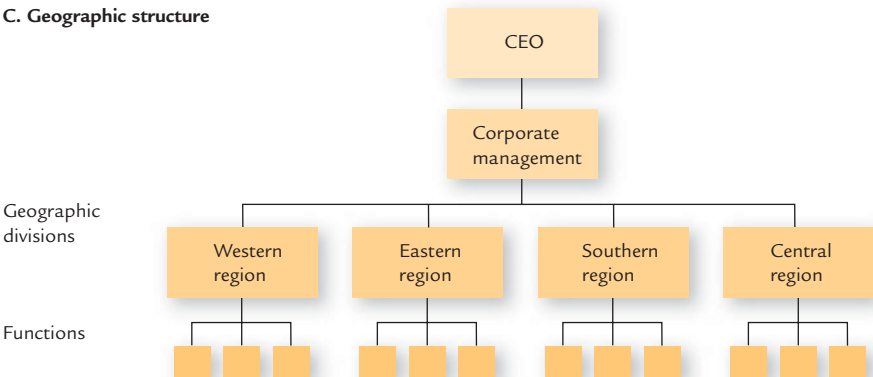 C. Geographic structure
CEO
Corporate
management
Geographic
divisions
Western
region
Eastern
region
Southern
region
Central
region
Functions